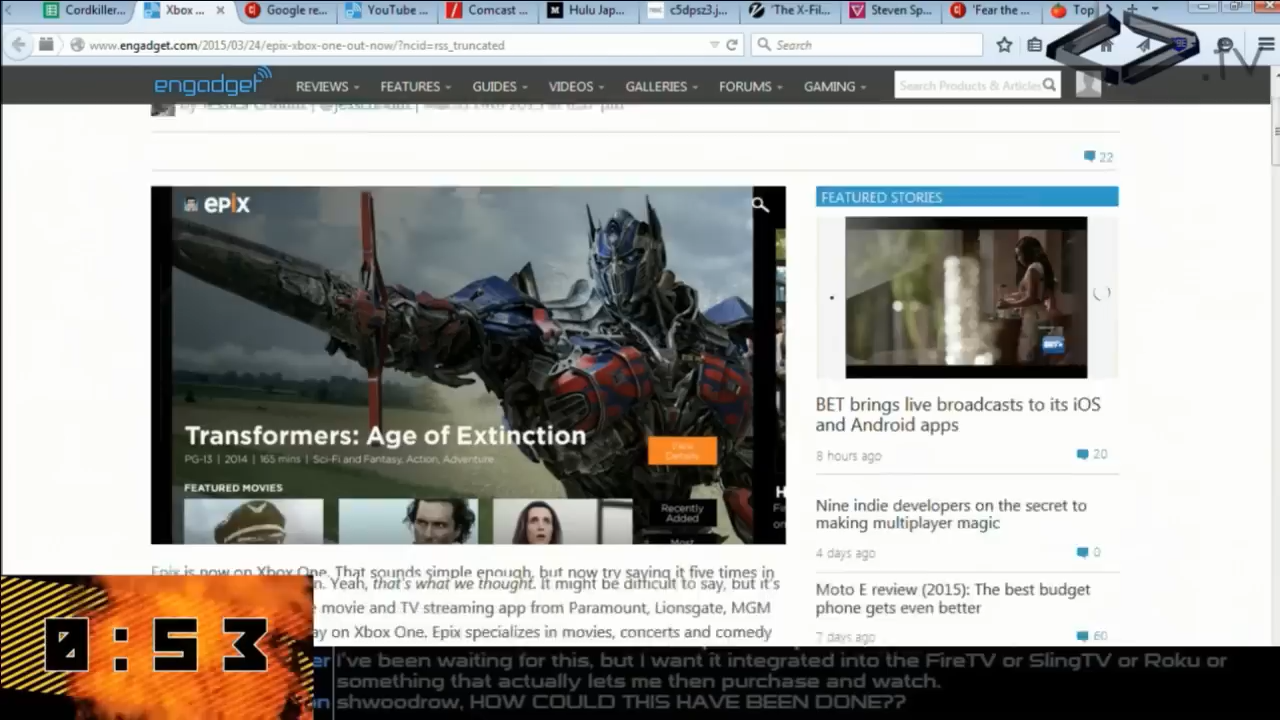 Cordkiller...
Xbox ...
Google re...
YouTube ...
Comcast ...
Hulu Jap...
c5dpsz3.j...
'The X-Fil...
Steven Sp...
'Fear the ...
Top
www.engadget.com/2015/03/24/epix-xbox-one-out-now/?ncid=rss_truncated
Search
.TV
engadget
REVIEWS
FEATURES
GUIDES
VIDEOS
GALLERIES
FORUMS
GAMING
Search Products & Articles
22
epix
Transformers: Age of Extinction
PG-13 | 2014 | 165 mins | Sci-Fi and Fantasy, Action, Adventure
View Details
FEATURED MOVIES
Recently Added
Most
Epix is now on Xbox One. That sounds simple enough, but now try saying it five times in
n. Yeah, that's what we thought. It might be difficult to say, but it's
e movie and TV streaming app from Paramount, Lionsgate, MGM
ay on Xbox One. Epix specializes in movies, concerts and comedy
FEATURED STORIES
BET brings live broadcasts to its iOS
and Android apps
8 hours ago
20
Nine indie developers on the secret to
making multiplayer magic
4 days ago
0
Moto E review (2015): The best budget
phone gets even better
7 days ago
60
0:53
er I've been waiting for this, but I want it integrated into the FireTV or SlingTV or Roku or
something that actually lets me then purchase and watch.
on shwoodrow, HOW COULD THIS HAVE BEEN DONE??